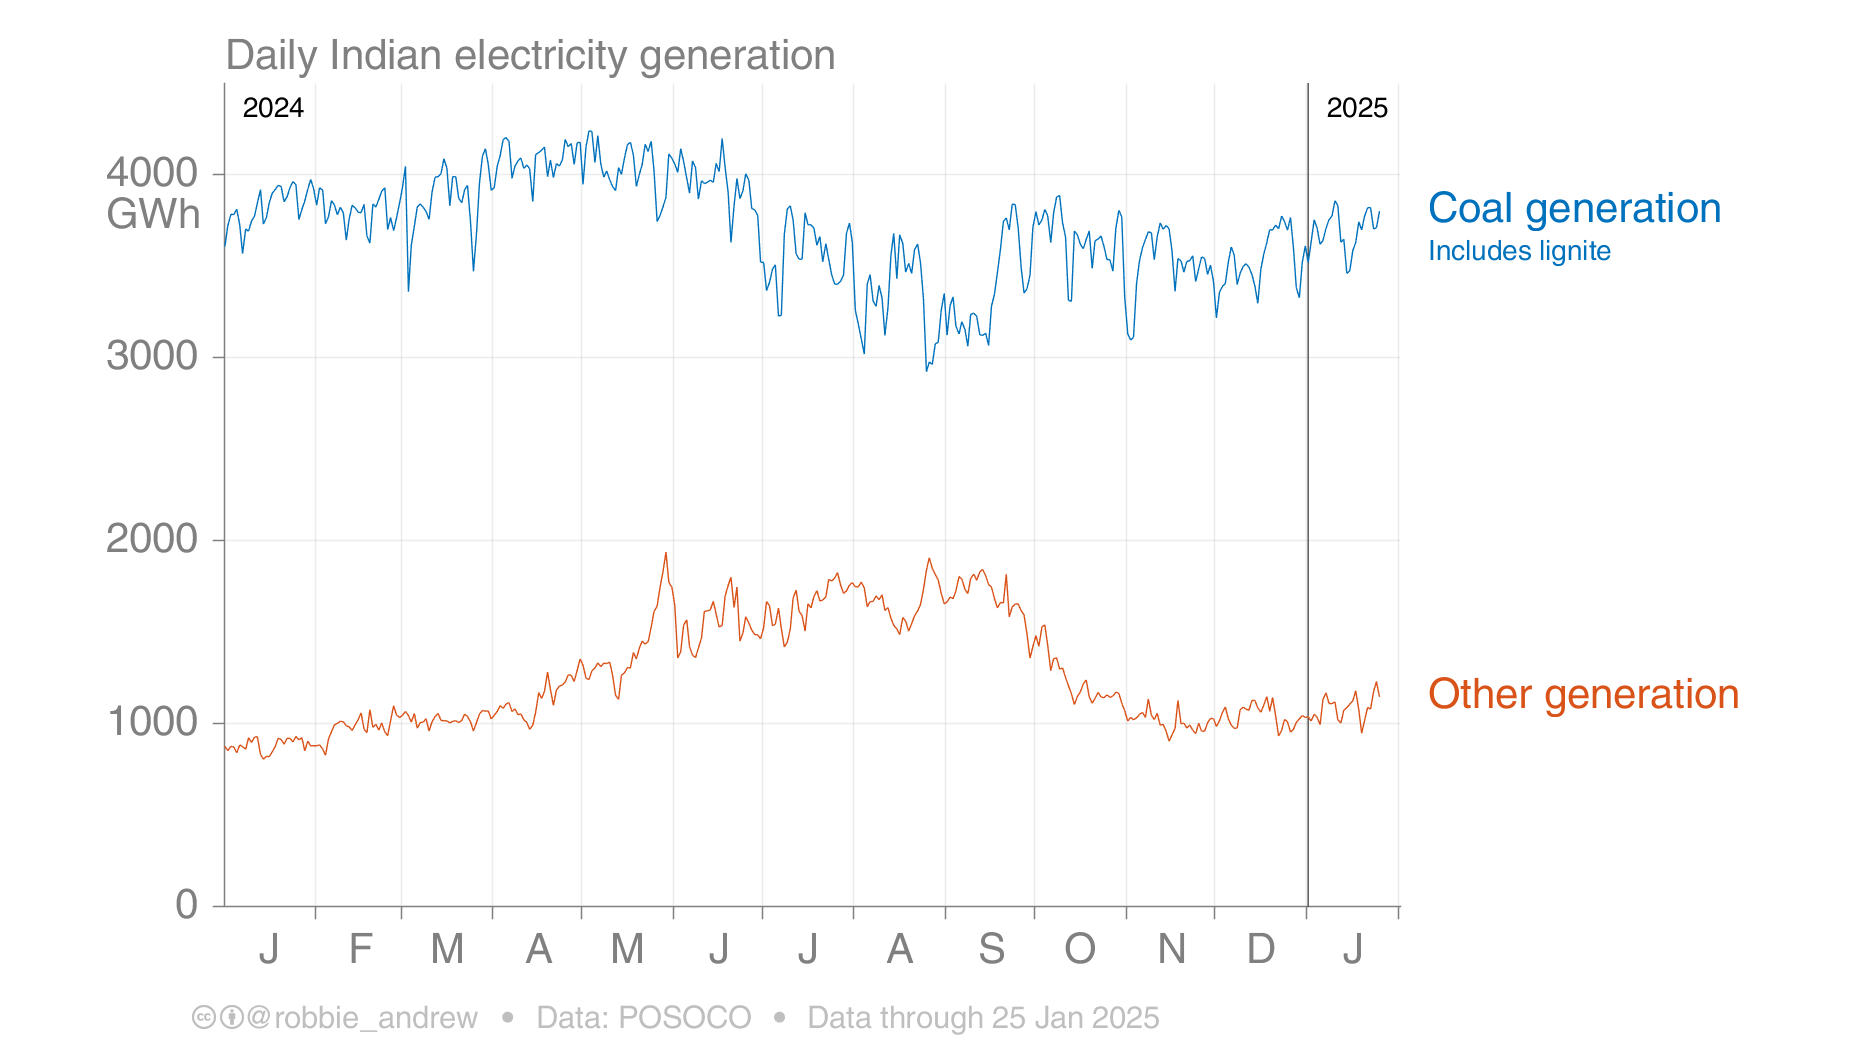 Daily Indian electricity generation
2024
2025
4000
GWh
3000
2000
1000
0
Coal generation
Includes lignite
Other generation
J F M A M J J A S O N D J
@robbie_andrew • Data: POSOCO • Data through 25 Jan 2025